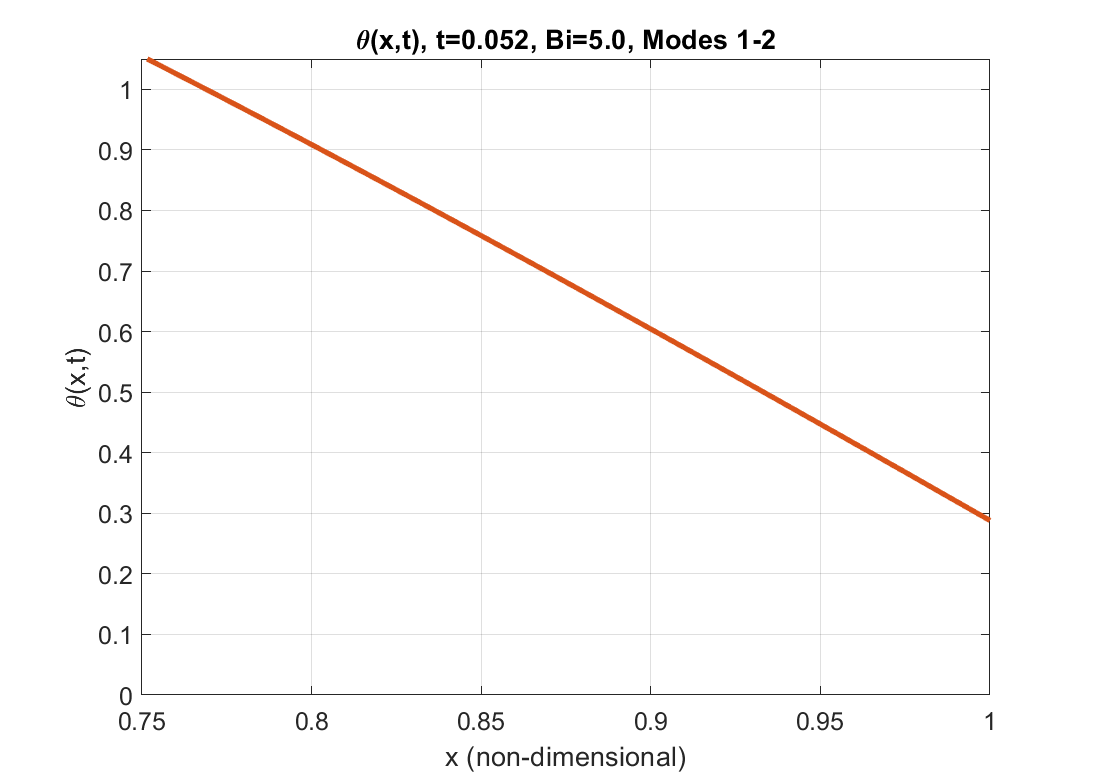 θ(x,t), t=0.052, Bi=5.0, Modes 1-2
θ(x,t)
1
0.9
0.8
0.7
0.6
0.5
0.4
0.3
0.2
0.1
0
0.75 0.8 0.85 0.9 0.95 1
x (non-dimensional)